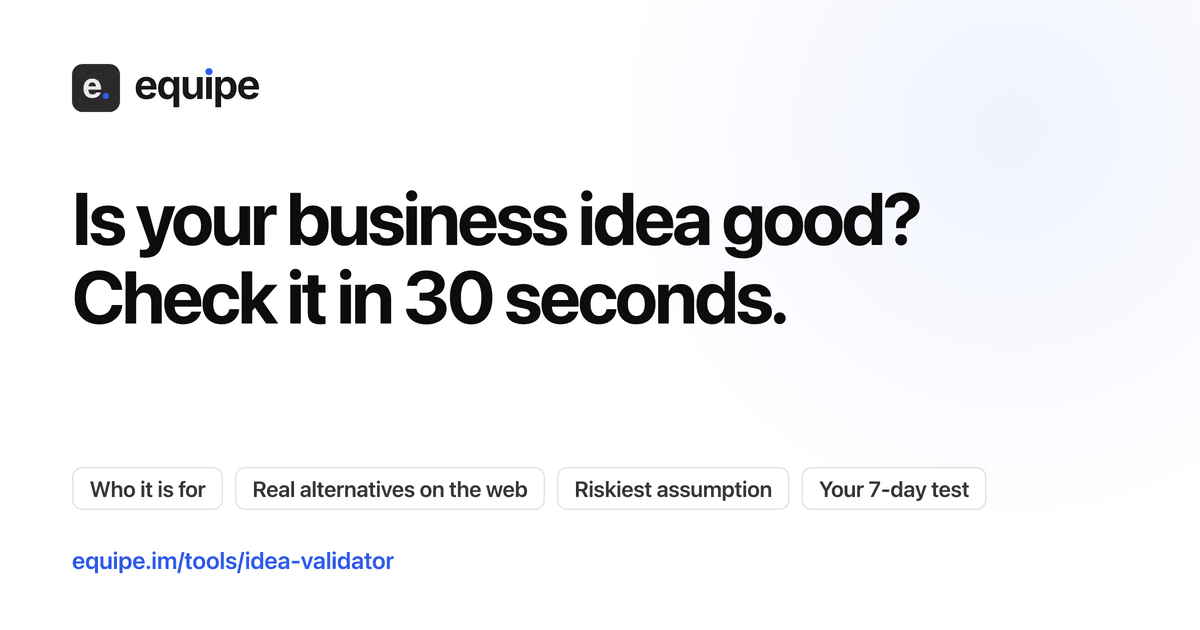 e. equipe
Is your business idea good?
Check it in 30 seconds.
Who it is for Real alternatives on the web Riskiest assumption Your 7-day test
equipe.im/tools/idea-validator